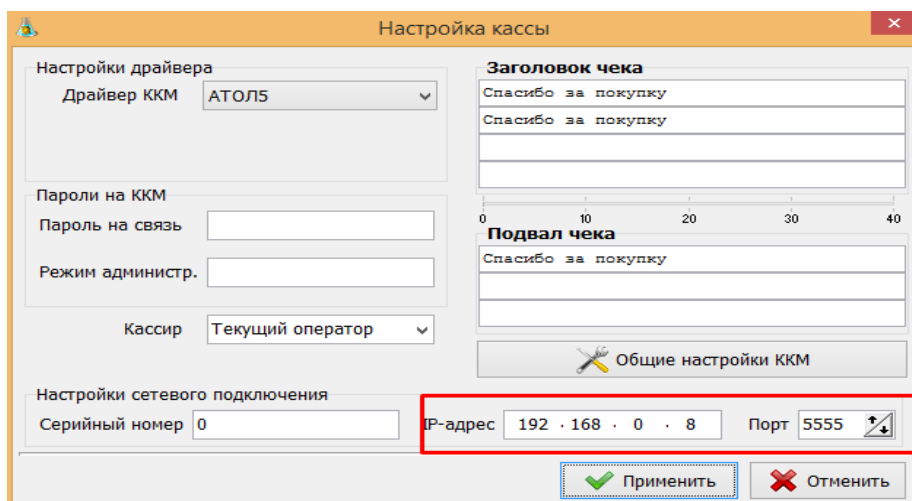 Настройка кассы
Настройки драйвера
Драйвер ККМ АТОЛ5
Пароли на ККМ
Пароль на связь
Режим администр.
Кассир Текущий оператор
Заголовок чека
Спасибо за покупку
Спасибо за покупку
0 10 20 30 40
Подвал чека
Спасибо за покупку
Общие настройки ККМ
Настройки сетевого подключения
Серийный номер 0 IP-адрес 192 . 168 . 0 . 8 Порт 5555
Применить Отменить